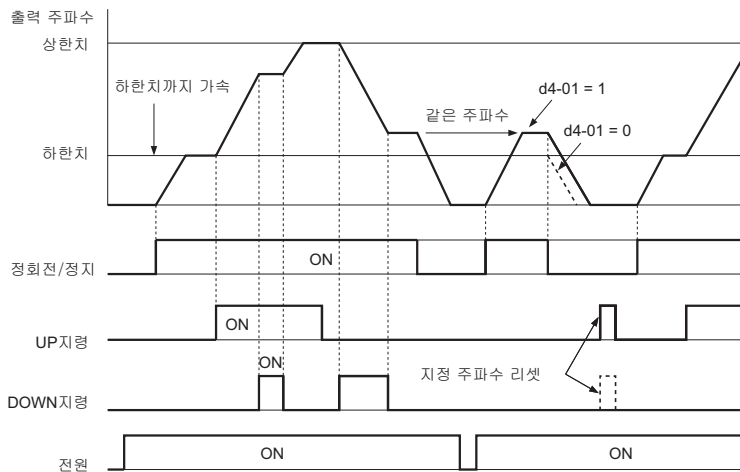 출력 주파수
상한치
하한치까지 가속
d4-01 = 1
같은 주파수
d4-01 = 0
하한치
정회전/정지
ON
ON
UP지령
ON
지정 주파수 리셋
DOWN지령
ON
ON
전원